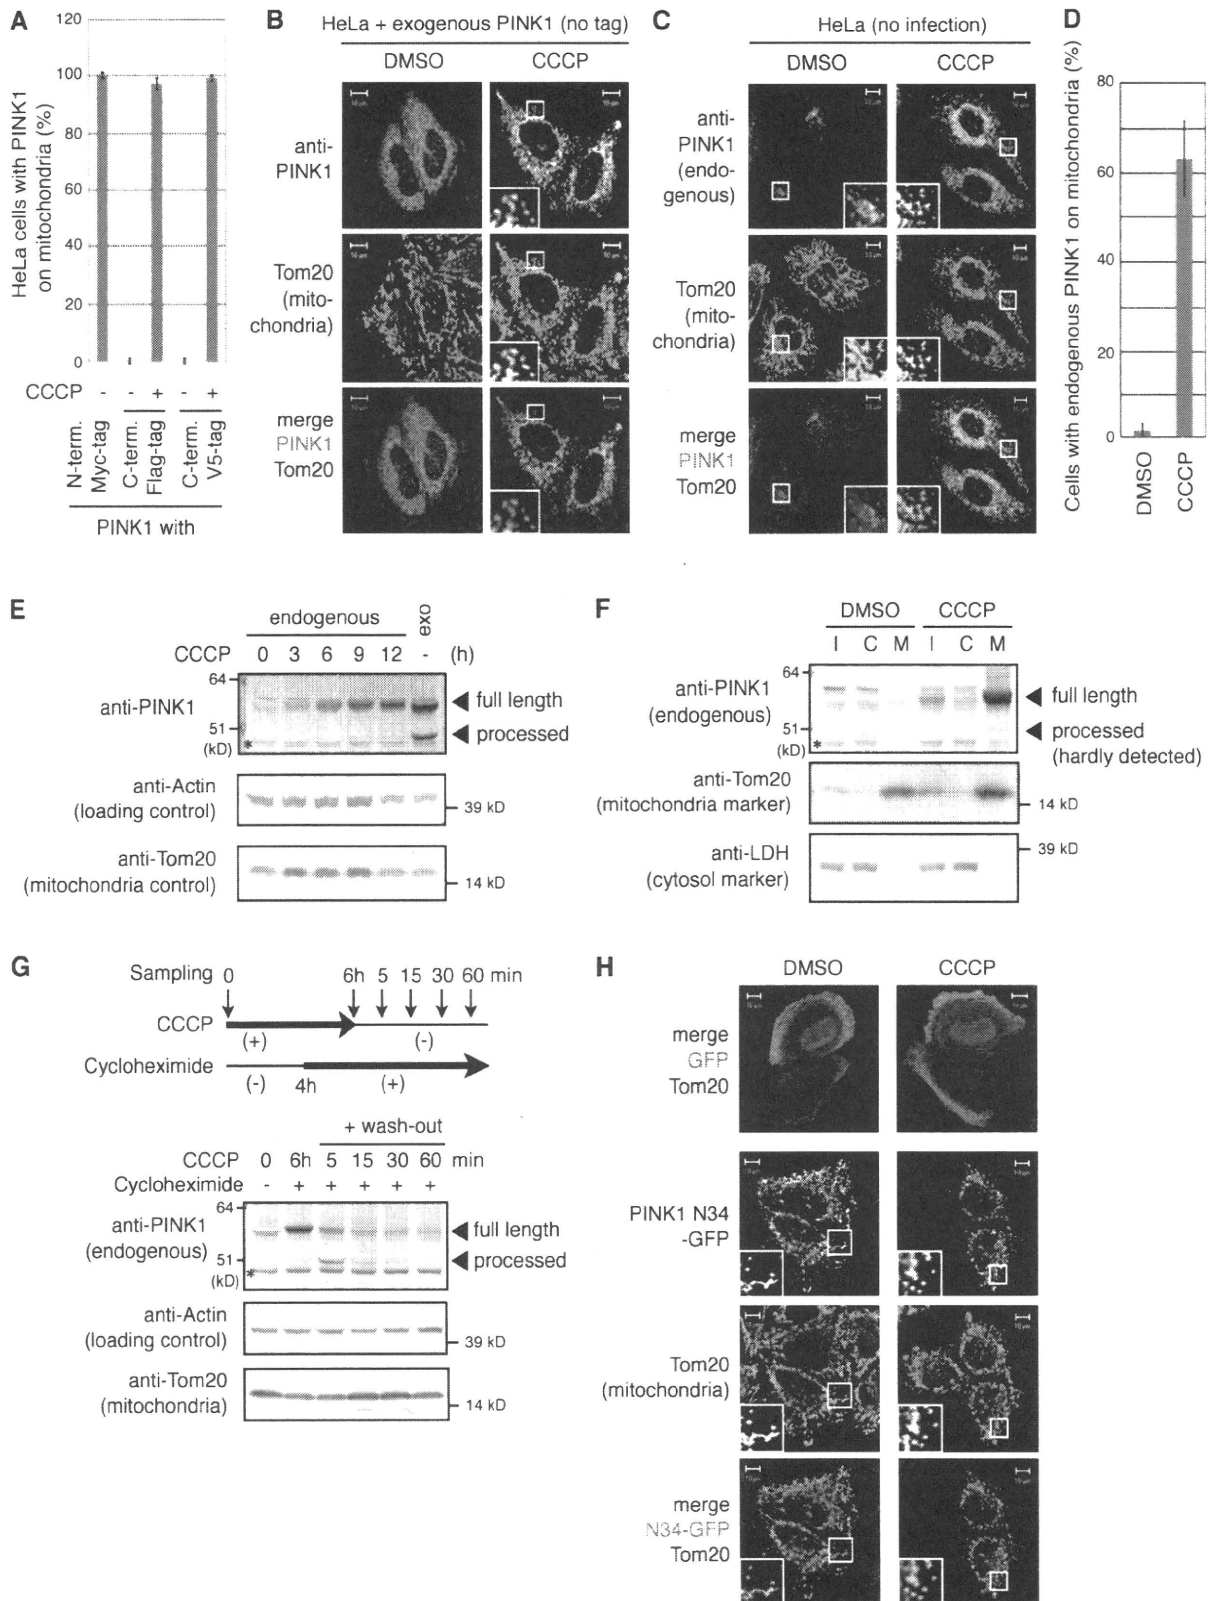 A
HeLa cells with PINK1
on mitochondria (%)
120
100
80
60
40
20
0
CCCP - - + - +
N-term.
Myc-tag
C-term.
Flag-tag
C-term.
V5-tag
PINK1 with
B
HeLa + exogenous PINK1 (no tag)
DMSO CCCP
anti-
PINK1
Tom20
(mito-
chondria)
merge
PINK1
Tom20
C
HeLa (no infection)
DMSO CCCP
anti-
PINK1
(endo-
genous)
Tom20
(mito-
chondria)
merge
PINK1
Tom20
D
Cells with endogenous PINK1 on mitochondria (%)
80
60
40
20
0
DMSO
CCCP
E
endogenous
exo
CCCP 0 3 6 9 12 - (h)
anti-PINK1
64
51
(kD)
*
full length
processed
anti-Actin
(loading control)
39 kD
anti-Tom20
(mitochondria control)
14 kD
F
DMSO CCCP
I C M I C M
anti-PINK1
(endogenous)
64
51
(kD)
*
full length
processed
(hardly detected)
anti-Tom20
(mitochondria marker)
14 kD
anti-LDH
(cytosol marker)
39 kD
G
Sampling 0 6h 5 15 30 60 min
CCCP
(+) (-)
Cycloheximide
(-) 4h (+)
+ wash-out
CCCP 0 6h 5 15 30 60 min
Cycloheximide - + + + + +
anti-PINK1
(endogenous)
64
51
(kD)
*
full length
processed
anti-Actin
(loading control)
39 kD
anti-Tom20
(mitochondria)
14 kD
H
DMSO CCCP
merge
GFP
Tom20
PINK1 N34
-GFP
Tom20
(mitochondria)
merge
N34-GFP
Tom20